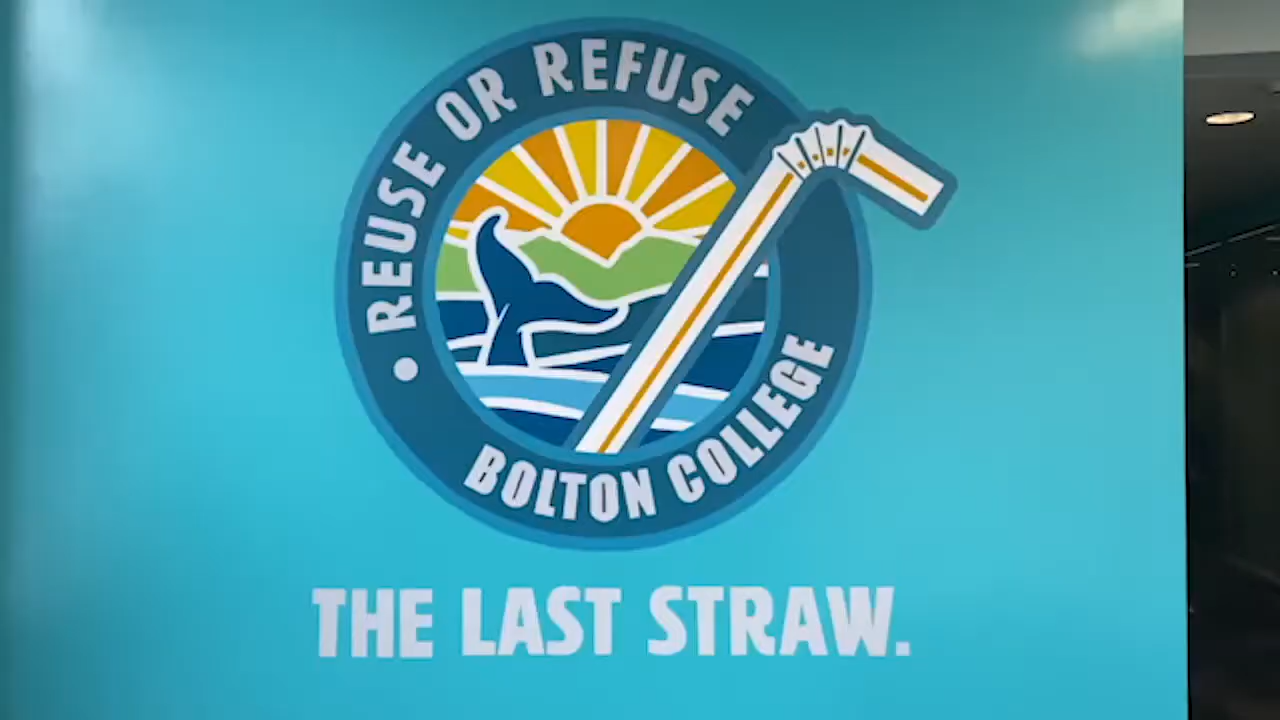 • REUSE OR REFUSE
BOLTON COLLEGE
THE LAST STRAW.